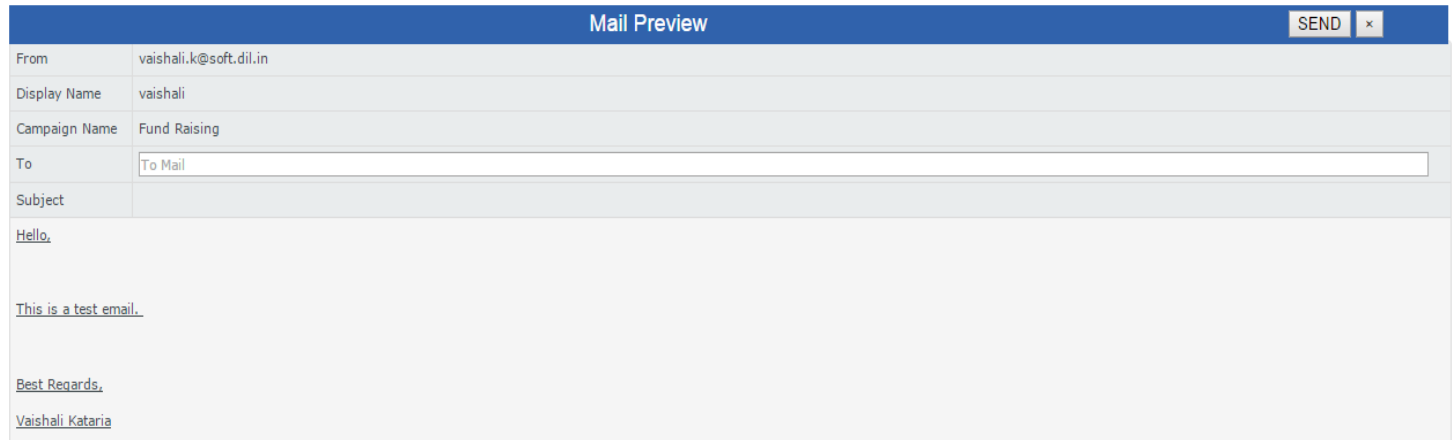 Mail Preview
SEND ×
From vaishali.k@soft.dil.in
Display Name vaishali
Campaign Name Fund Raising
To To Mail
Subject
Hello,
This is a test email.
Best Regards,
Vaishali Kataria